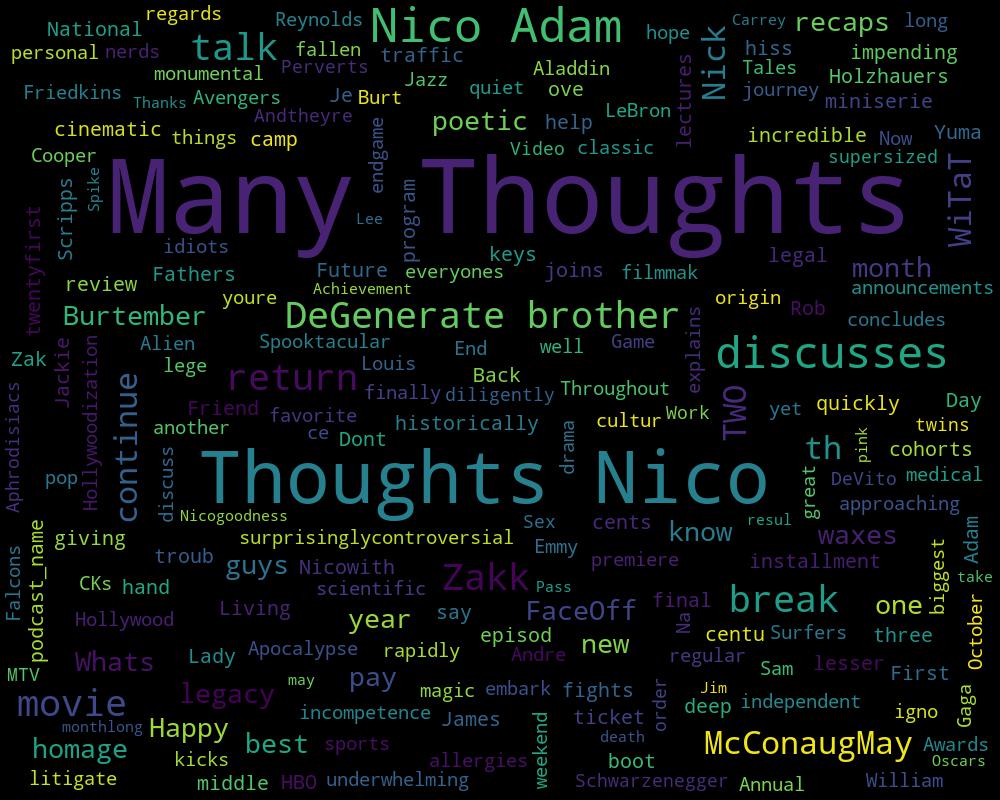 regards
National
Reynolds
Nico Adam
hope
Carrey
recaps
long
personal
nerds
talk
fallen
traffic
Nick
hiss
impending
monumental
Perverts
Jazz
Aladdin
Tales
Holzhauers
Friedkins
Thanks
Avengers
Je
Burt
quiet
ove
lectures
journey
miniserie
Andtheyre
LeBron
cinematic
things
camp
endgame
poetic
help
incredible
Now
Yuma
Cooper
Video
classic
supersized
WiTaT
Many Thoughts
Scripps
Spike
Lee
program
twentyfirst
idiots
keys
legal
Fathers
Future
everyones
joins
filmmak
month
review
youre
Achievement
origin
announcements
Burtember
DeGenerate brother
Rob
concludes
Zak
Jackie
Hollywoodization
Alien
Spooktacular
End
well
Game
explains
discusses
lege
Louis
return
Back
continue
finally
diligently
Throughout
TWO
Aphrodisiacs
Friend
favorite
historically
cultur
Work
yet
quickly
Day
another
ce
Dont
drama
th
pink
twins
cohorts
pop
discuss
Thoughts Nico
great
DeVito
medical
approaching
Nicogoodness
Sex
cents
resul
podcast_name
giving
surprisinglycontroversial
know
waxes
Adam
Falcons
troub
guys
Nicowith
Emmy
premiere
installment
biggest
CKs
hand
scientific
Zakk
Pass
take
Hollywood
Living
year
say
FaceOff
final
Na
break
one
October
episod
new
centu
Surfers
three
MTV
Whats
Lady
Apocalypse
rapidly
Andre
regular
Sam
lesser
First
movie
legacy
may
pay
magic
embark
fights
order
Jim
deep
independent
igno
Gaga
monthlong
Happy
incompetence
James
weekend
ticket
death
homage
best
sports
McConaugMay
Awards
kicks
allergies
boot
Oscars
litigate
middle
HBO
underwhelming
Schwarzenegger
Annual
William